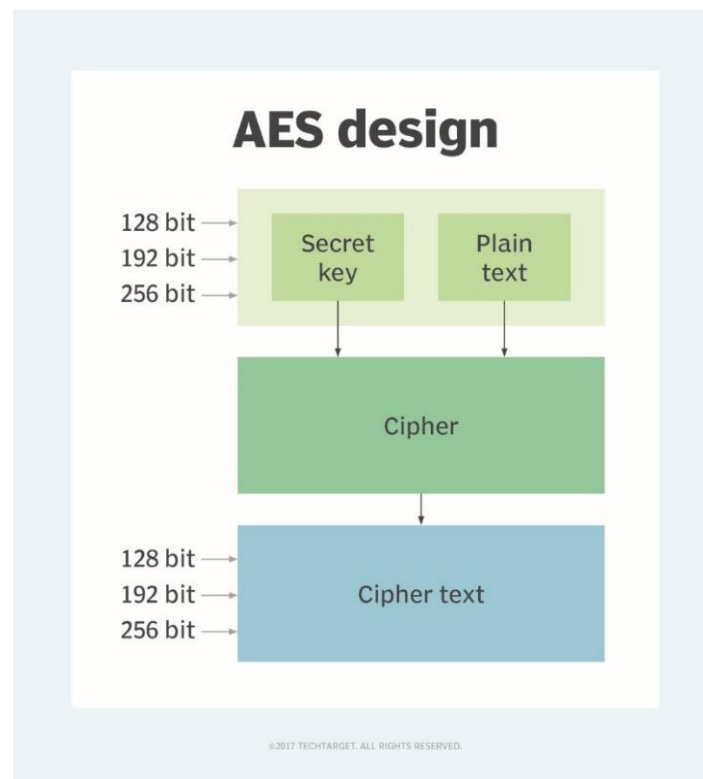 AES design
128 bit
192 bit
256 bit
Secret
key
Plain
text
Cipher
128 bit
192 bit
256 bit
Cipher text
©2017 TECHTARGET. ALL RIGHTS RESERVED.